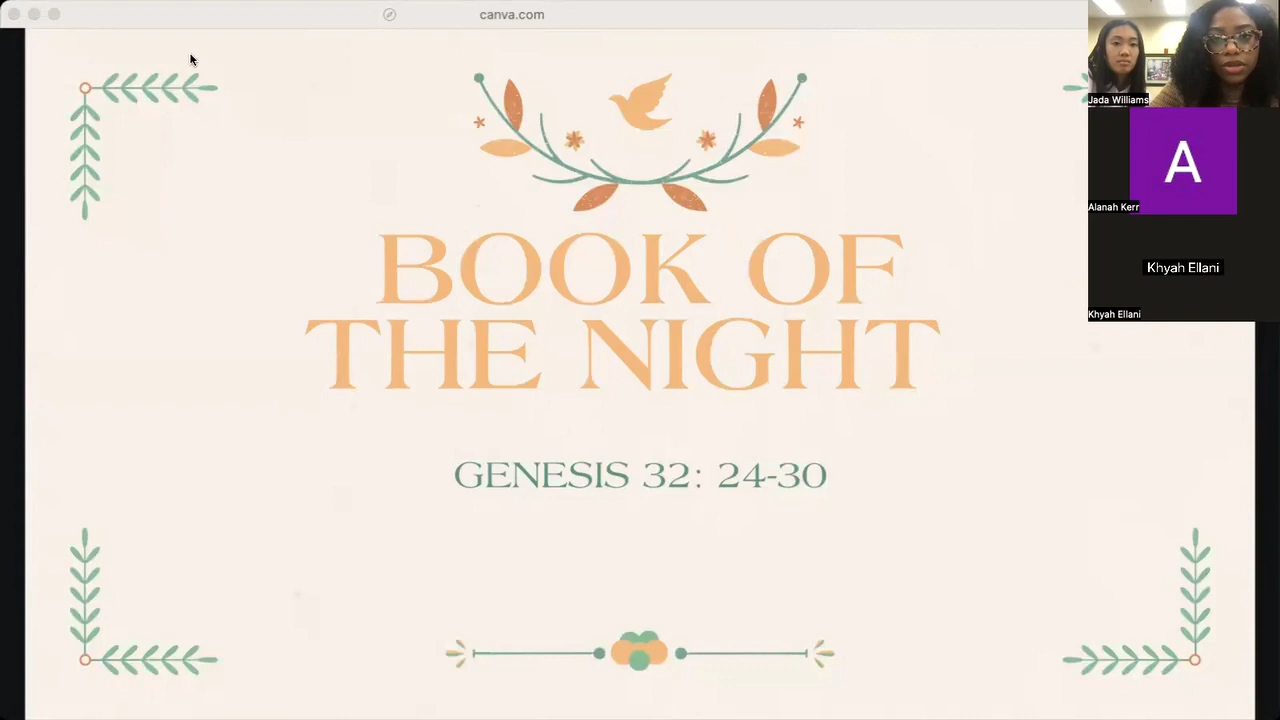 canva.com
BOOK OF
THE NIGHT
GENESIS 32: 24-30
Jada Williams
A
Alanah Kerr
Khyah Ellani
Khyah Ellani